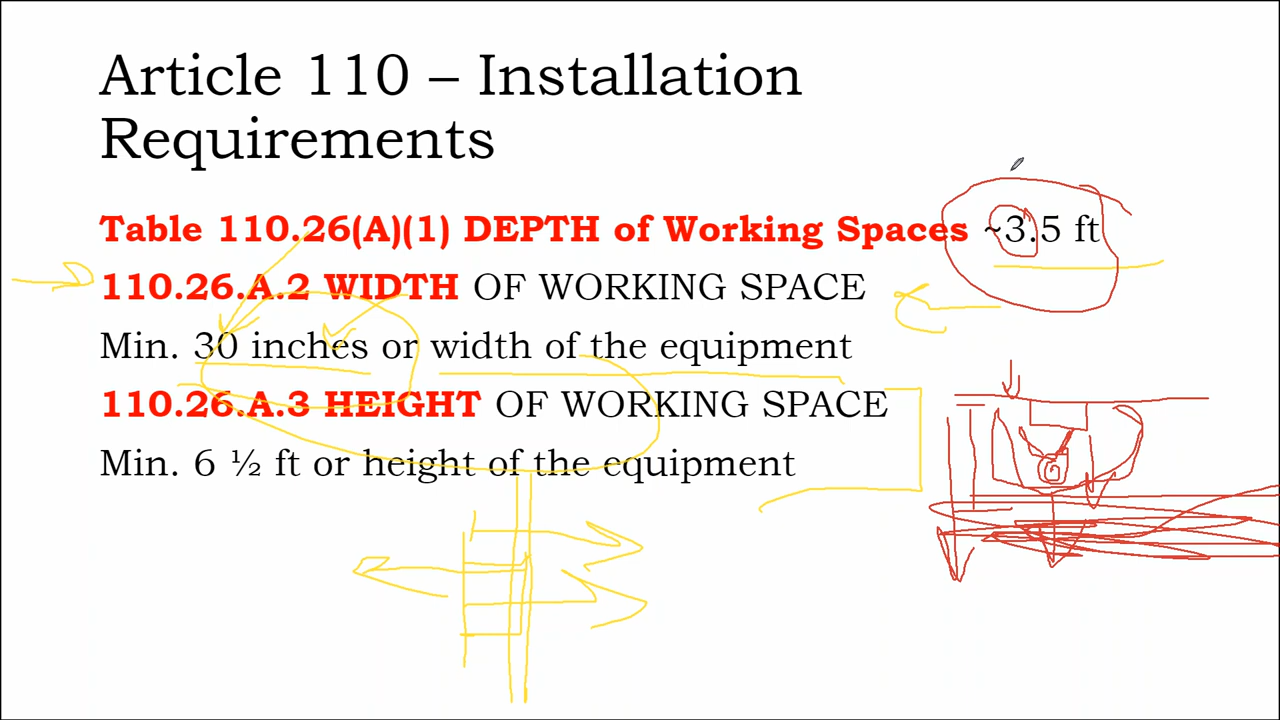 Article 110 – Installation
Requirements
Table 110.26(A)(1) DEPTH of Working Spaces ~3.5 ft
110.26.A.2 WIDTH OF WORKING SPACE
Min. 30 inches or width of the equipment
110.26.A.3 HEIGHT OF WORKING SPACE
Min. 6 ½ ft or height of the equipment